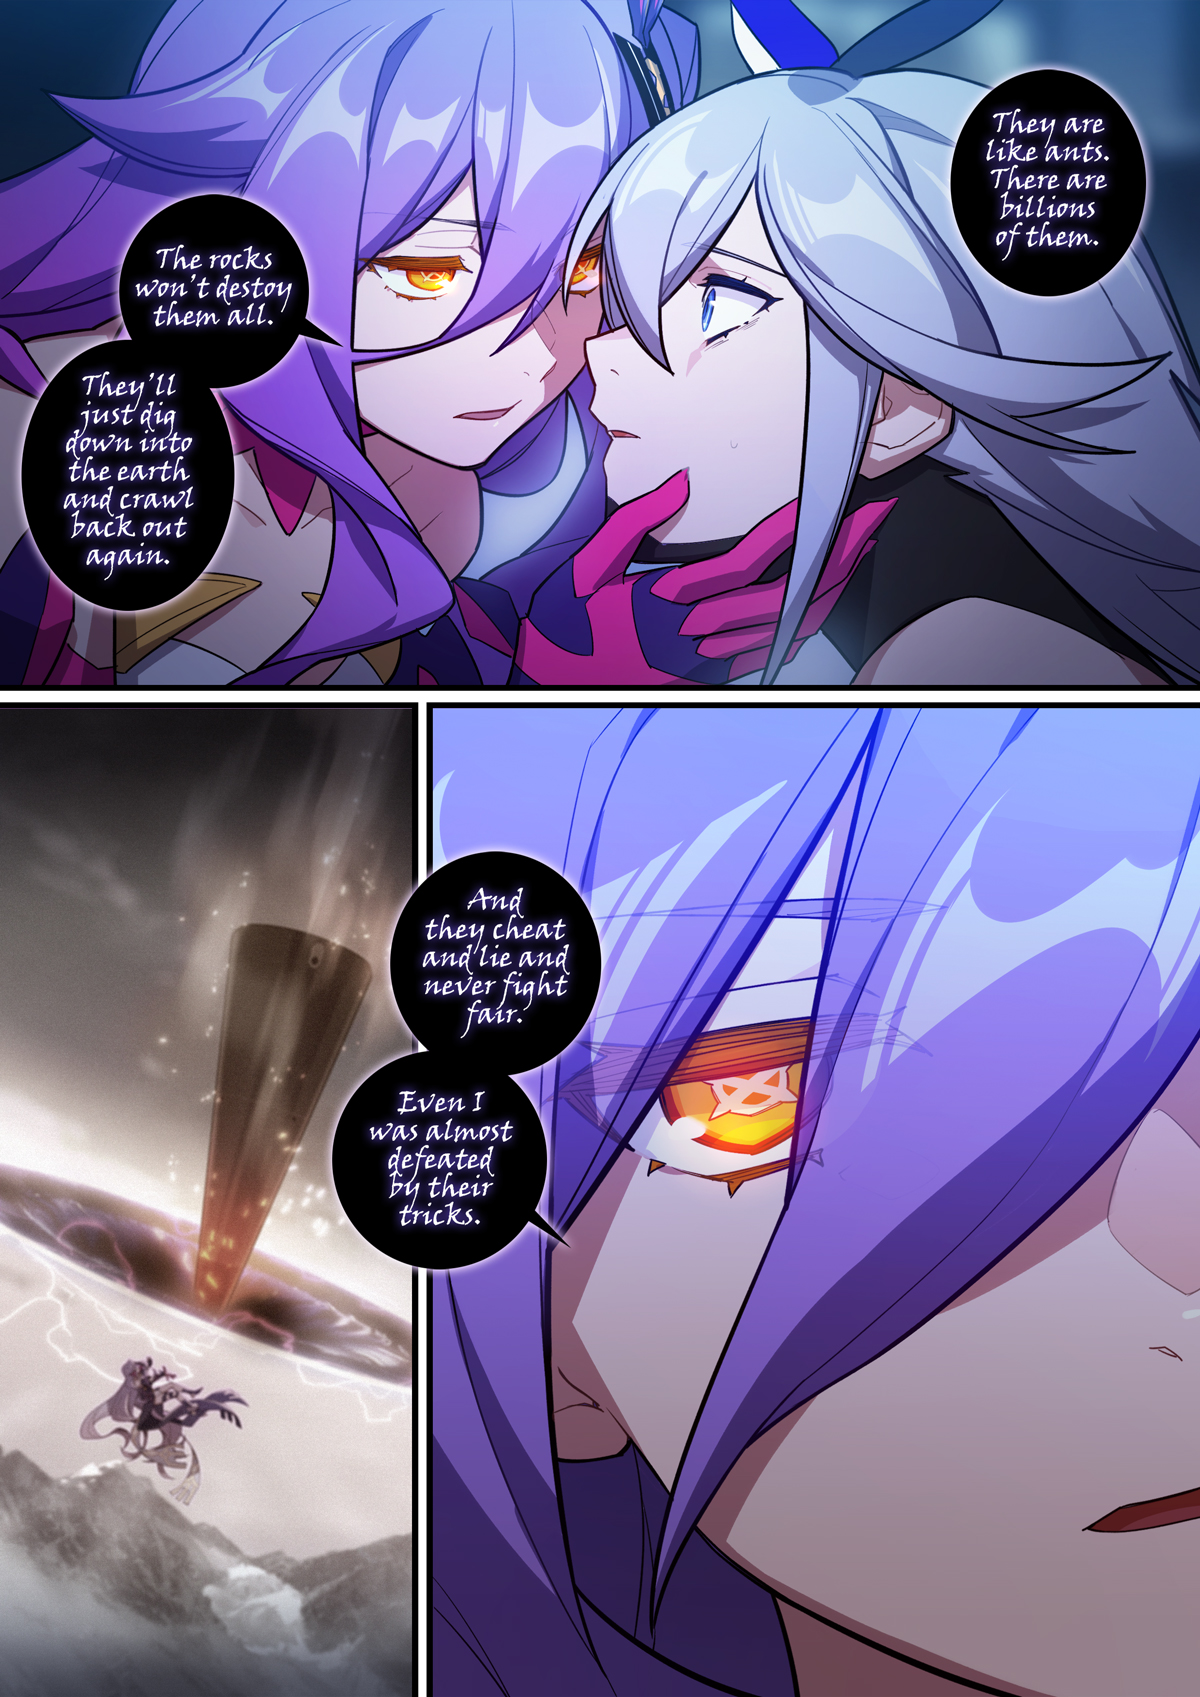 They are
like ants.
There are
billions
of them.
The rocks
won't destoy
them all.
They'll
just dig
down into
the earth
and crawl
back out
again.
And
they cheat
and lie and
never fight
fair.
Even I
was almost
defeated
by their
tricks.